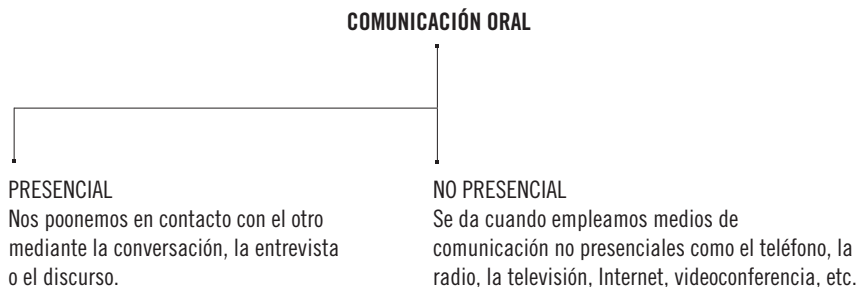 COMUNICACIÓN ORAL
PRESENCIAL
Nos poonemos en contacto con el otro
mediante la conversación, la entrevista
o el discurso.
NO PRESENCIAL
Se da cuando empleamos medios de
comunicación no presenciales como el teléfono, la
radio, la televisión, Internet, videoconferencia, etc.